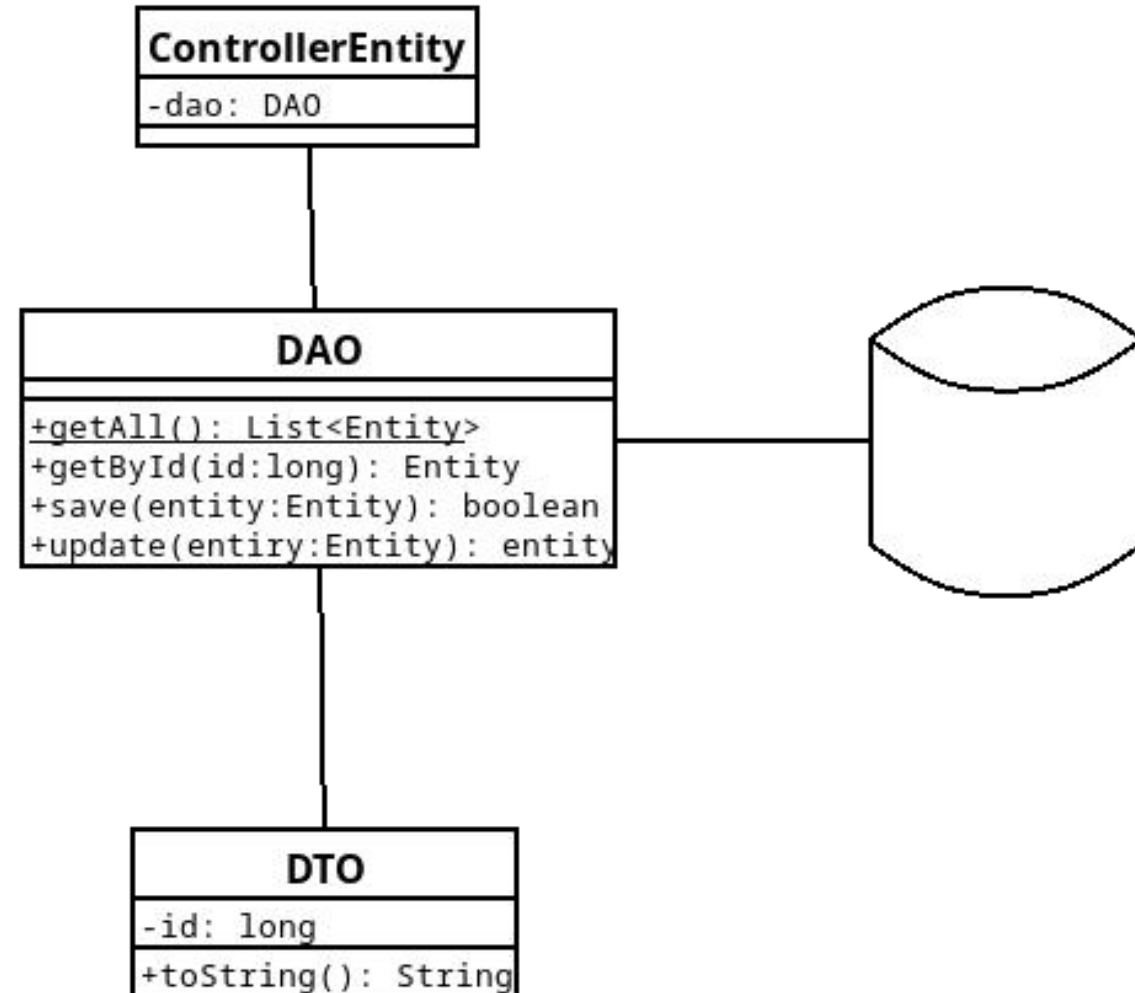 ControllerEntity
-dao: DAO
DAO
+getAll(): List<Entity>
+getById(id:long): Entity
+save(entity:Entity): boolean
+update(entiry:Entity): entity
DTO
-id: long
+toString(): String